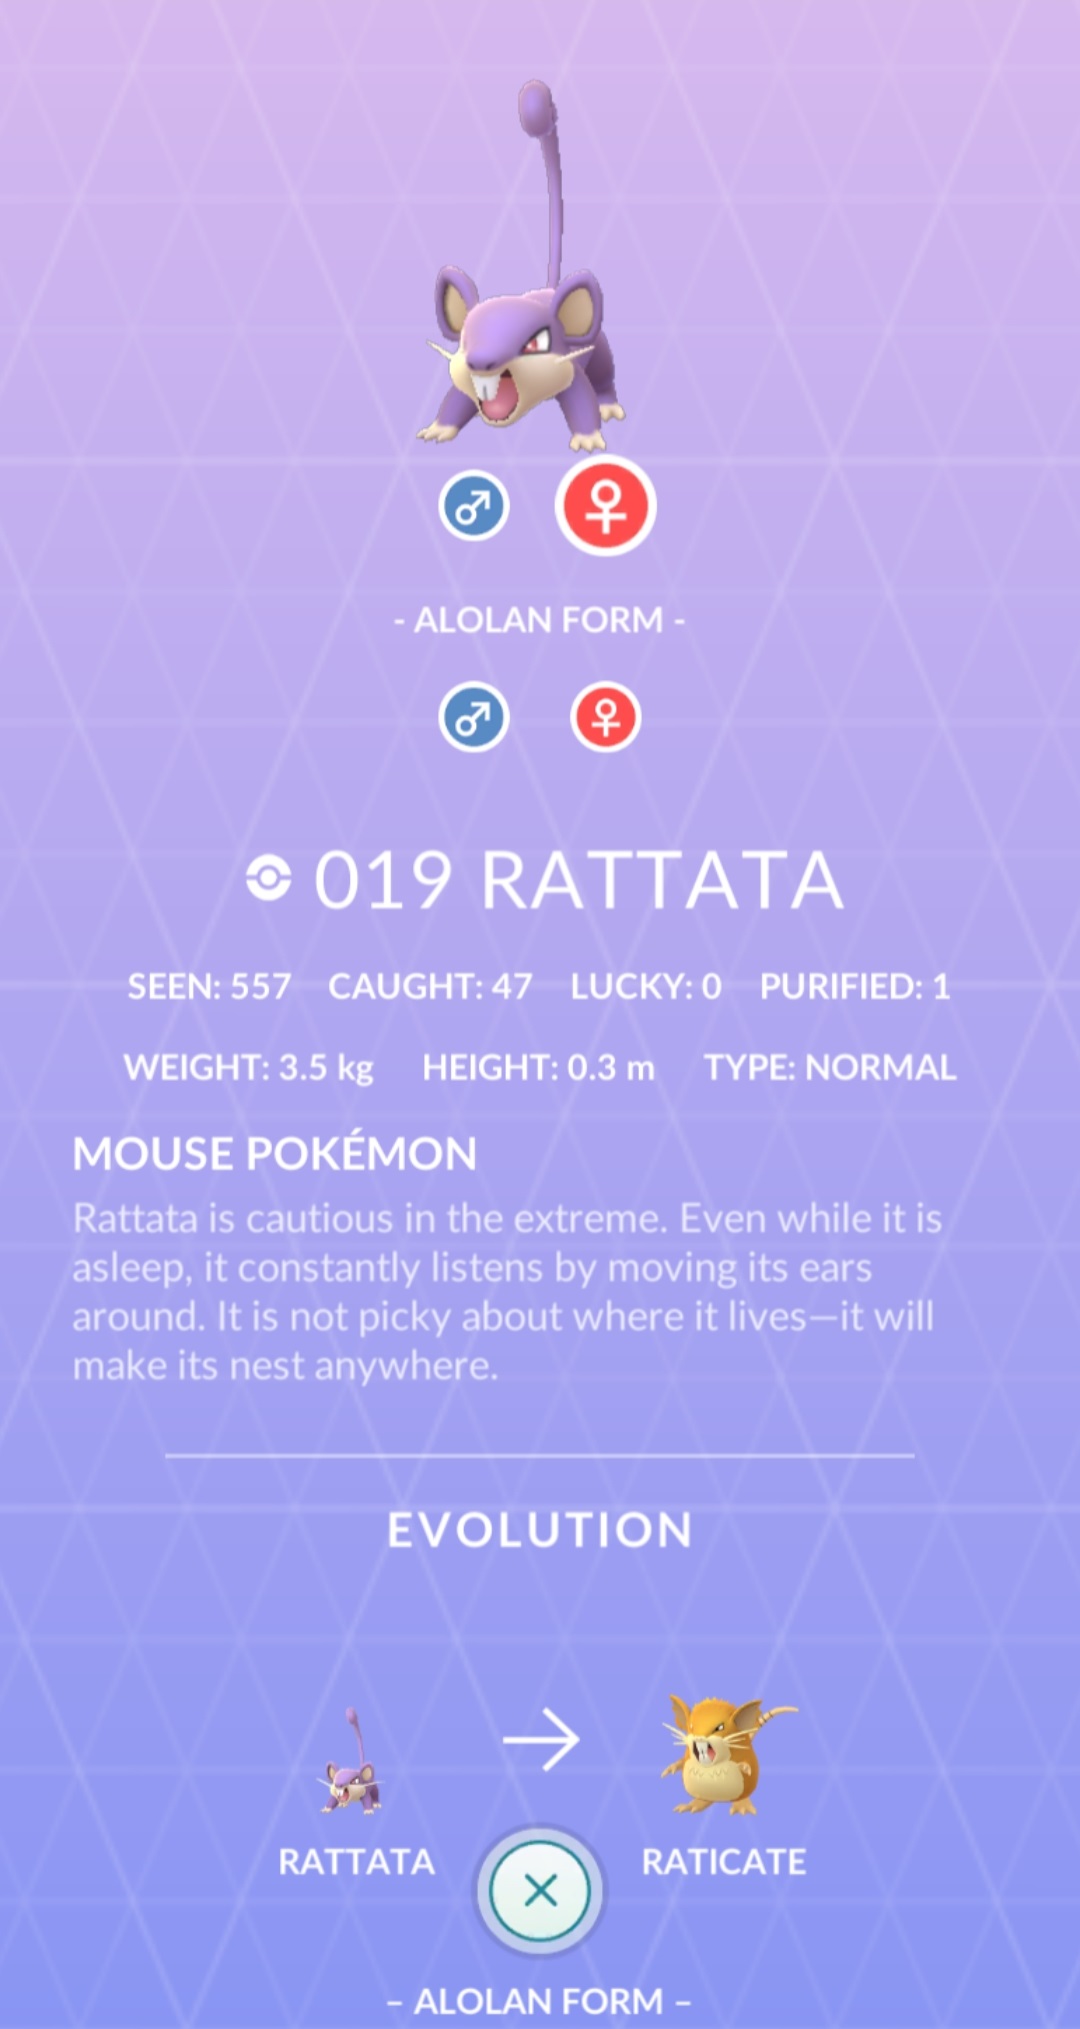 - ALOLAN FORM -
019 RATTATA
SEEN: 557 CAUGHT: 47 LUCKY: 0 PURIFIED: 1
WEIGHT: 3.5 kg HEIGHT: 0.3 m TYPE: NORMAL
MOUSE POKÉMON
Rattata is cautious in the extreme. Even while it is
asleep, it constantly listens by moving its ears
around. It is not picky about where it lives—it will
make its nest anywhere.
EVOLUTION
RATTATA RATICATE
– ALOLAN FORM –